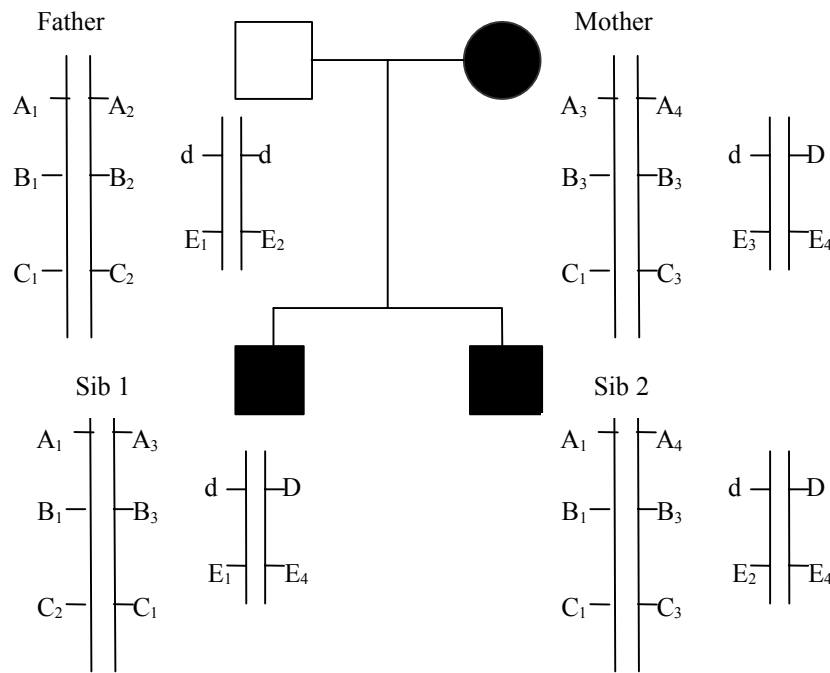 Father Mother
A₁ A₂ A₃ A₄
d d d D
B₁ B₂ B₃ B₃
E₁ E₂ E₃ E₄
C₁ C₂ C₁ C₃
Sib 1 Sib 2
A₁ A₃ A₁ A₄
d D d D
B₁ B₃ B₁ B₃
E₁ E₄ E₂ E₄
C₂ C₁ C₁ C₃